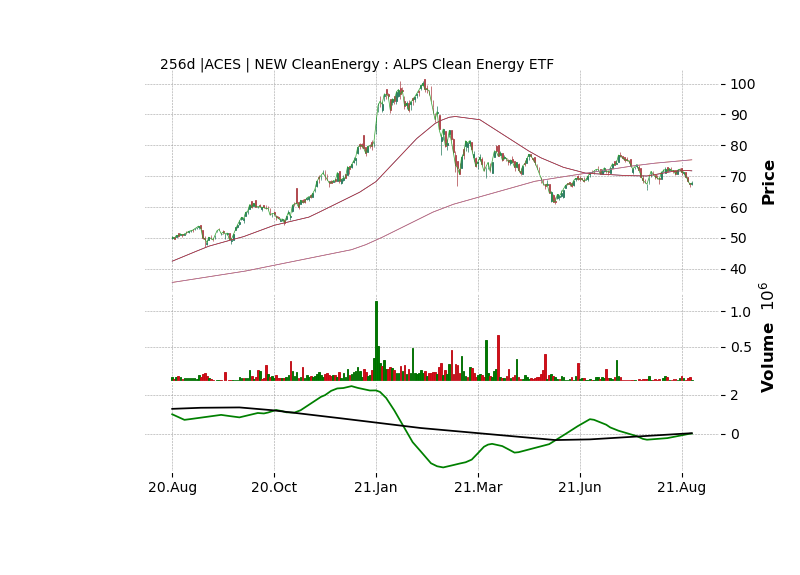 256d |ACES | NEW CleanEnergy : ALPS Clean Energy ETF
100
90
80
70
60
50
40
Price
1.0
0.5
Volume 10^6
2
0
20.Aug 20.Oct 21.Jan 21.Mar 21.Jun 21.Aug